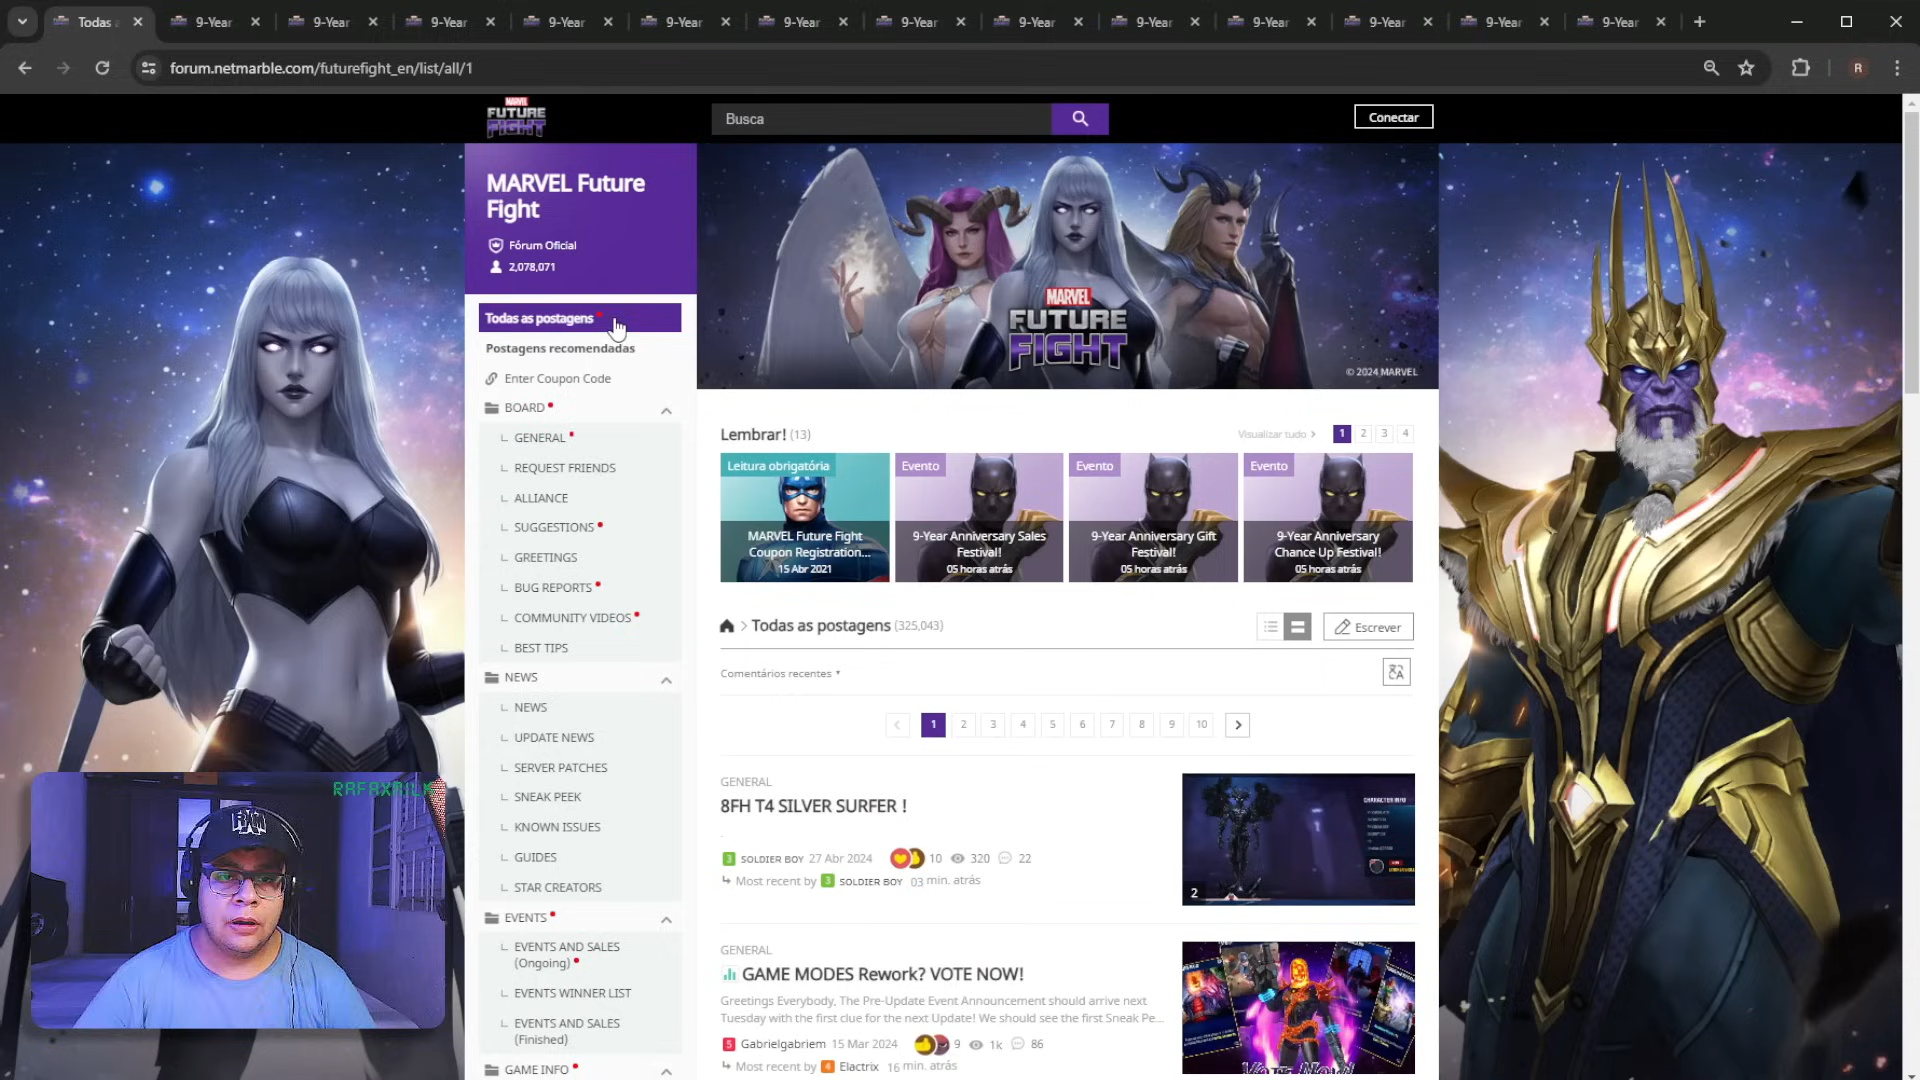 Todas a
9-Year
9-Year
9-Year
9-Year
9-Year
9-Year
9-Year
9-Year
9-Year
9-Year
9-Year
9-Year
9-Year
forum.netmarble.com/futurefight_en/list/all/1
R
MARVEL
FUTURE
FIGHT
Busca
Conectar
MARVEL Future
Fight
Fórum Oficial
2,078,071
Todas as postagens
Postagens recomendadas
Enter Coupon Code
BOARD
GENERAL
REQUEST FRIENDS
ALLIANCE
SUGGESTIONS
GREETINGS
BUG REPORTS
COMMUNITY VIDEOS
BEST TIPS
NEWS
NEWS
UPDATE NEWS
SERVER PATCHES
SNEAK PEEK
KNOWN ISSUES
GUIDES
STAR CREATORS
EVENTS
EVENTS AND SALES
(Ongoing)
EVENTS WINNER LIST
EVENTS AND SALES
(Finished)
GAME INFO
MARVEL
FUTURE
FIGHT
© 2024 MARVEL
Lembrar! (13)
Visualizar tudo >
1 2 3 4
Leitura obrigatória
MARVEL Future Fight
Coupon Registration...
15 Abr 2021
Evento
9-Year Anniversary Sales
Festival!
05 horas atrás
Evento
9-Year Anniversary Gift
Festival!
05 horas atrás
Evento
9-Year Anniversary
Chance Up Festival!
05 horas atrás
> Todas as postagens (325,043)
Escrever
Comentários recentes
< 1 2 3 4 5 6 7 8 9 10 >
GENERAL
8FH T4 SILVER SURFER !
.
3 SOLDIER BOY 27 Abr 2024 10 320 22
Most recent by 3 SOLDIER BOY 03 min. atrás
CHARACTER INFO
2
GENERAL
GAME MODES Rework? VOTE NOW!
Greetings Everybody, The Pre-Update Event Announcement should arrive next
Tuesday with the first clue for the next Update! We should see the first Sneak Pe...
5 Gabrielgabriem 15 Mar 2024 9 1k 86
Most recent by 4 Elactrix 16 min. atrás
Vote Now!
RAFAXRILK